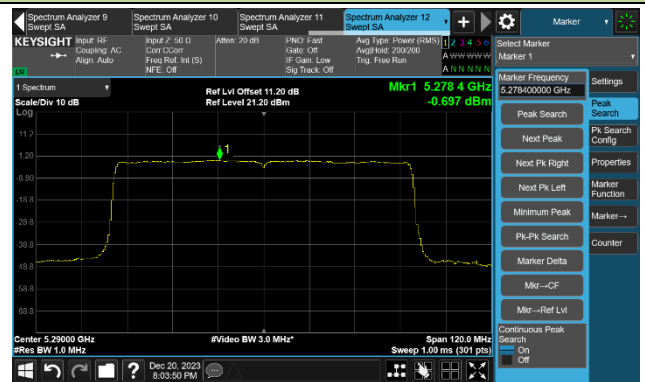 Spectrum Analyzer 9
Swept SA
Spectrum Analyzer 10
Swept SA
Spectrum Analyzer 11
Swept SA
Spectrum Analyzer 12
Swept SA
Marker
KEYSIGHT
Input: RF
Coupling: AC
Align: Auto
Input Z: 50 Ω
Corr CCorr
Freq Ref: Int (S)
NFE: Off
Atten: 20 dB
PNO: Fast
Gate: Off
IF Gain: Low
Sig Track: Off
Avg Type: Power (RMS)
Avg|Hold: 200/200
Trig: Free Run
1 2 3 4 5 6
A W W W W W
A N N N N N
LVI
Select Marker
Marker 1
1 Spectrum
Scale/Div 10 dB
Ref Lvl Offset 11.20 dB
Ref Level 21.20 dBm
Mkr1 5.278 4 GHz
-0.697 dBm
Log
11.2
1.20
-8.80
-18.8
-28.8
-38.8
-48.8
-58.8
-68.8
1
Center 5.29000 GHz
#Res BW 1.0 MHz
#Video BW 3.0 MHz*
Span 120.0 MHz
Sweep 1.00 ms (301 pts)
Marker Frequency
5.278400000 GHz
Peak Search
Next Peak
Next Pk Right
Next Pk Left
Minimum Peak
Pk-Pk Search
Marker Delta
Mkr→CF
Mkr→Ref Lvl
Continuous Peak
Search
On
Off
Settings
Peak
Search
Pk Search
Config
Properties
Marker
Function
Marker→
Counter
Dec 20, 2023
8:03:50 PM